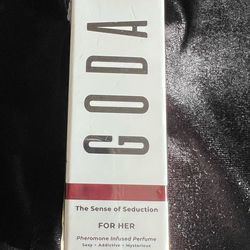 GODA
The Sense of Seduction
FOR HER
Pheromone Infused Perfume
Sexy - Addictive - Mysterious